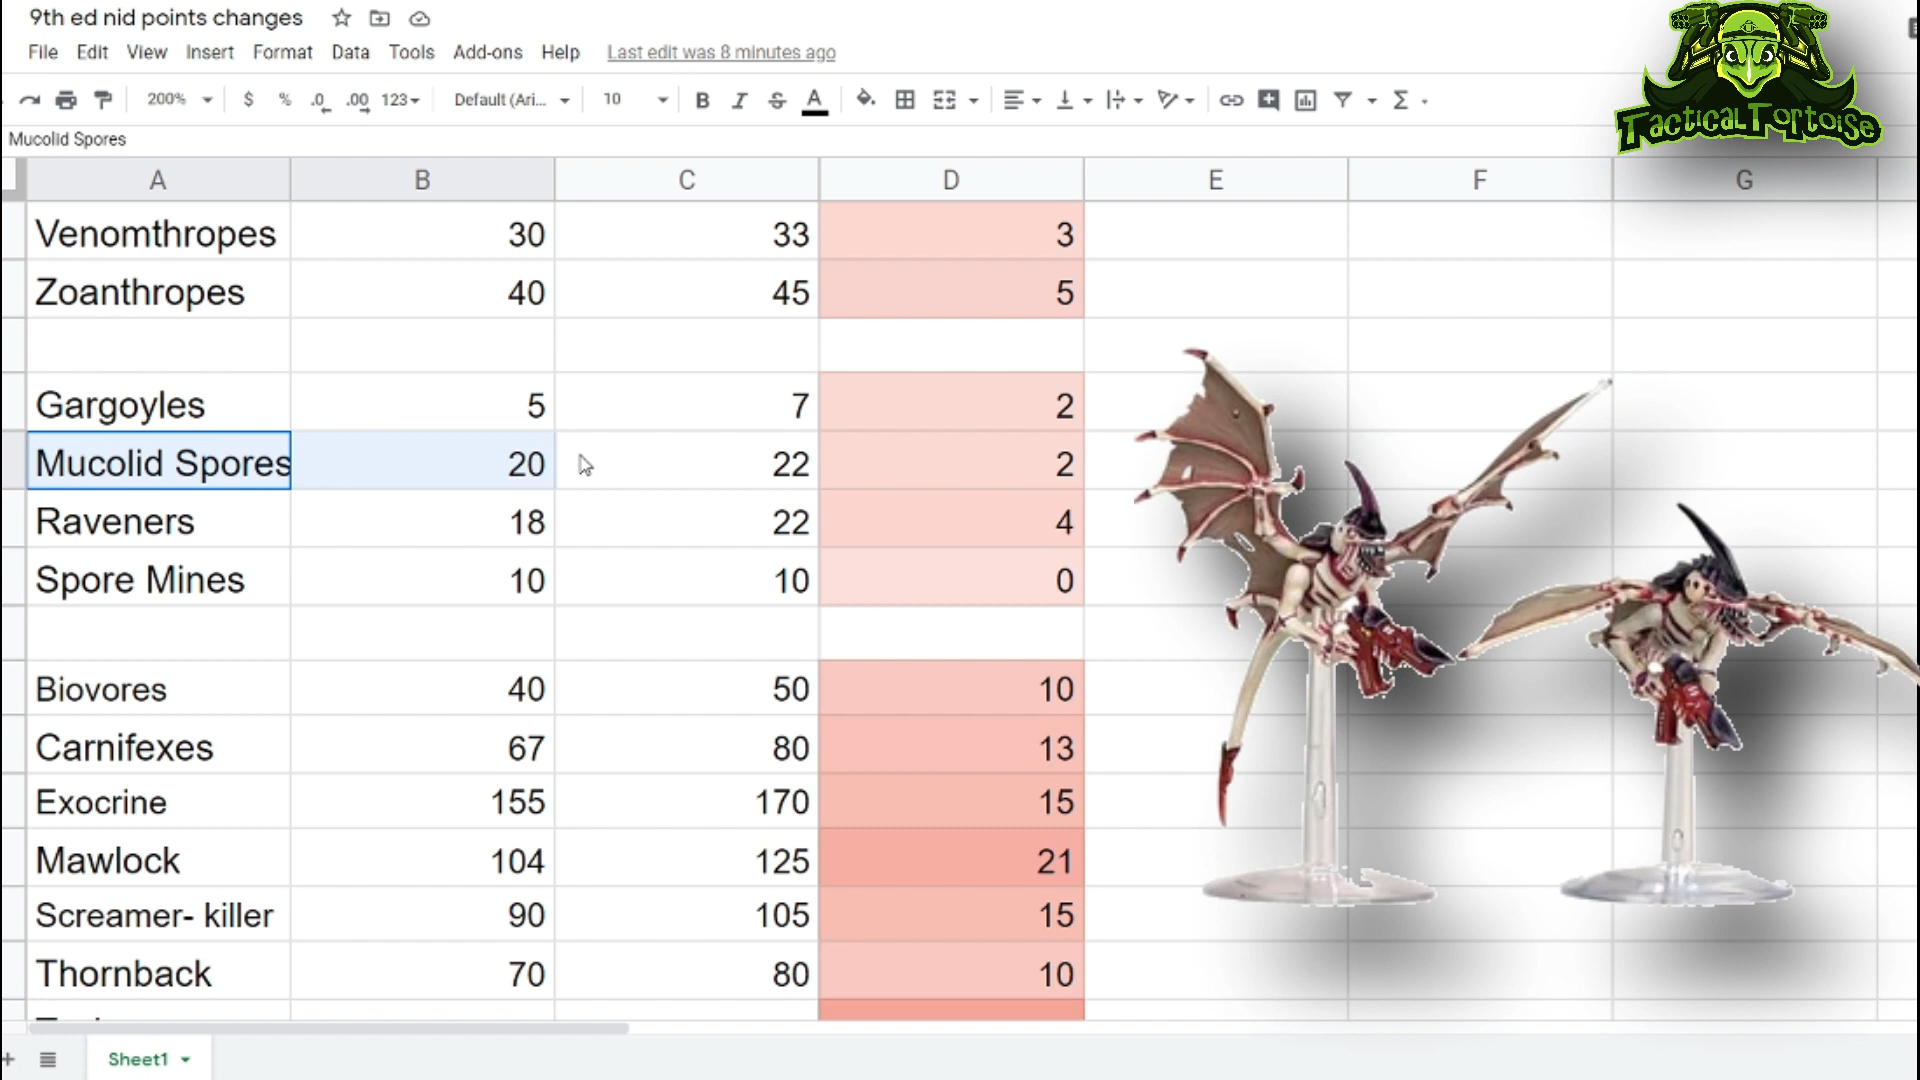 9th ed nid points changes
File Edit View Insert Format Data Tools Add-ons Help Last edit was 8 minutes ago
200% $ % .0 .00 123 Default (Ari... 10 B I S A Σ
TacticalTortoise
Mucolid Spores
A B C D E F G
Venomthropes 30 33 3
Zoanthropes 40 45 5
Gargoyles 5 7 2
Mucolid Spores 20 22 2
Raveners 18 22 4
Spore Mines 10 10 0
Biovores 40 50 10
Carnifexes 67 80 13
Exocrine 155 170 15
Mawlock 104 125 21
Screamer- killer 90 105 15
Thornback 70 80 10
Sheet1